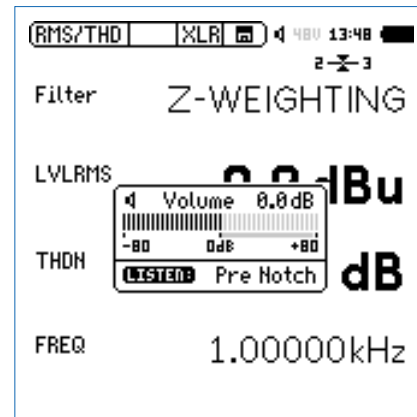 RMS/THD XLR 48V 13:48
2 3
Filter Z-WEIGHTING
LVLRMS dBu
Volume 0.0dB
-80 0dB +80
THDN dB
LISTEN: Pre Notch
FREQ 1.00000kHz